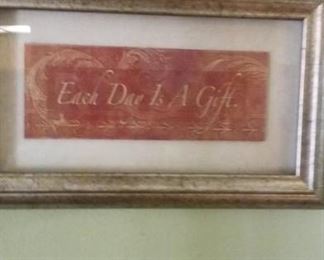 Each Day Is A Gift.